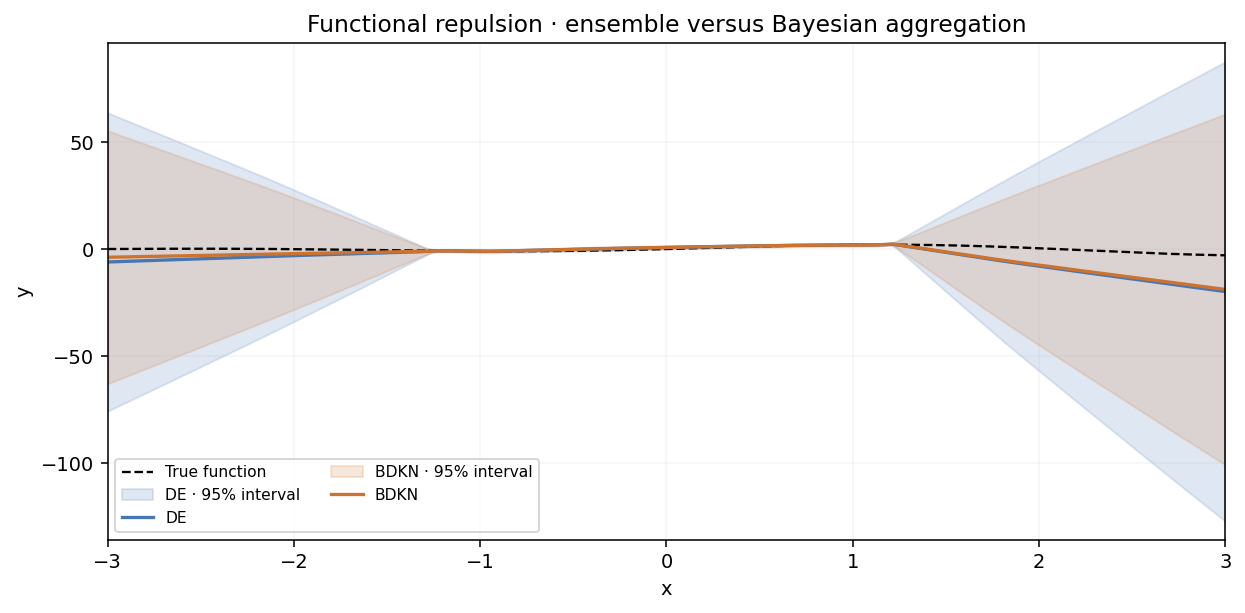 Functional repulsion · ensemble versus Bayesian aggregation
y
50
0
−50
−100
True function
DE · 95% interval
DE
BDKN · 95% interval
BDKN
−3
−2
−1
0
1
2
3
x